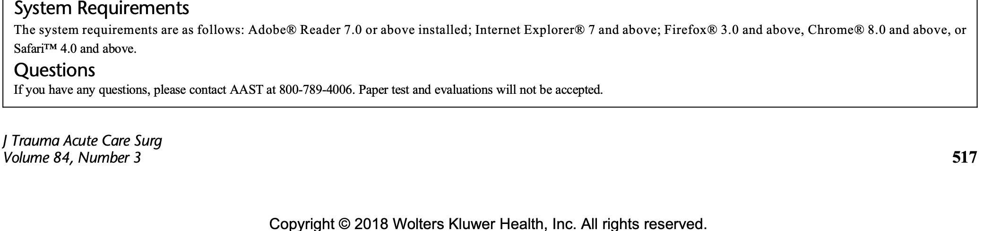 System Requirements
The system requirements are as follows: Adobe® Reader 7.0 or above installed; Internet Explorer® 7 and above; Firefox® 3.0 and above, Chrome® 8.0 and above, or
Safari™ 4.0 and above.
Questions
If you have any questions, please contact AAST at 800-789-4006. Paper test and evaluations will not be accepted.
J Trauma Acute Care Surg
Volume 84, Number 3
517
Copyright © 2018 Wolters Kluwer Health, Inc. All rights reserved.